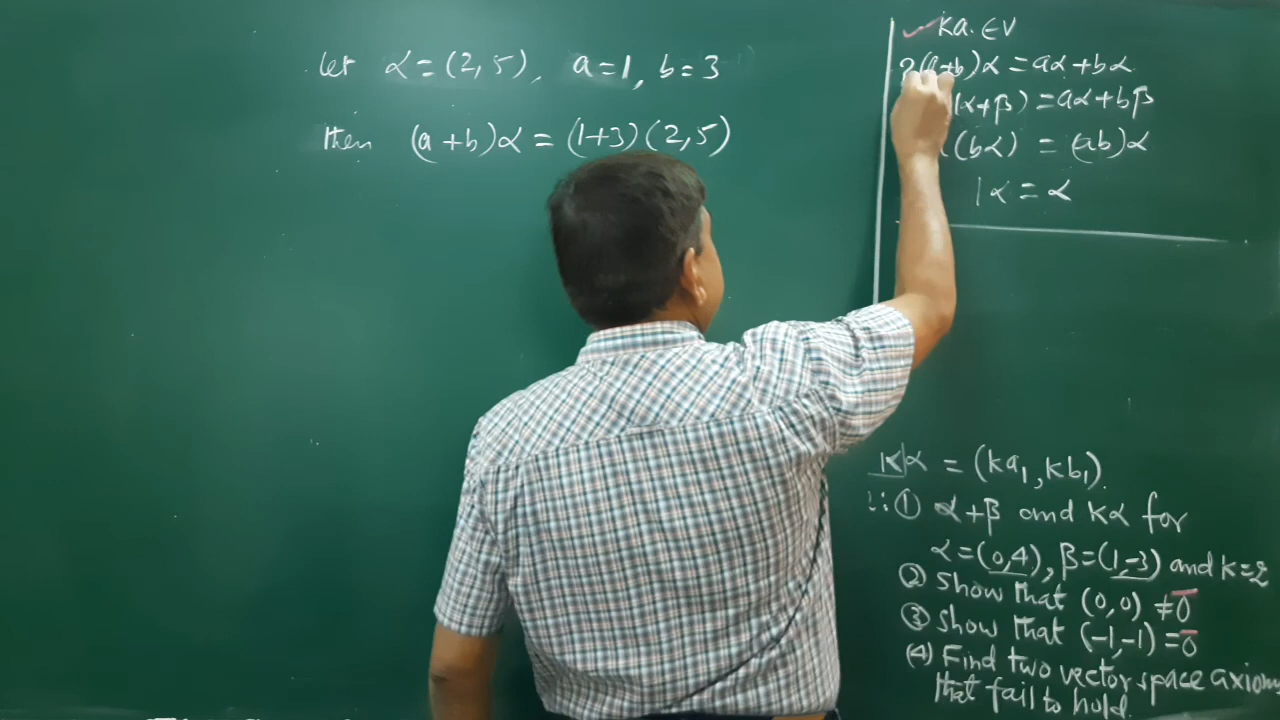 let α = (2,5), a=1, b=3
then (a+b)α = (1+3)(2,5)
✓ Ka. ∈ V
(a+b)α = aα+bα
α+β) = aα+bβ
(bα) = (ab)α
1α = α
Kα = (ka₁, kb₁).
∴ ① α+β and Kα for
α=(0,4), β=(1,-3) and K=2
② show that (0,0) ≠ 0̅
③ show that (-1,-1) = 0̅
(4) Find two vector space axiom
that fail to hold.